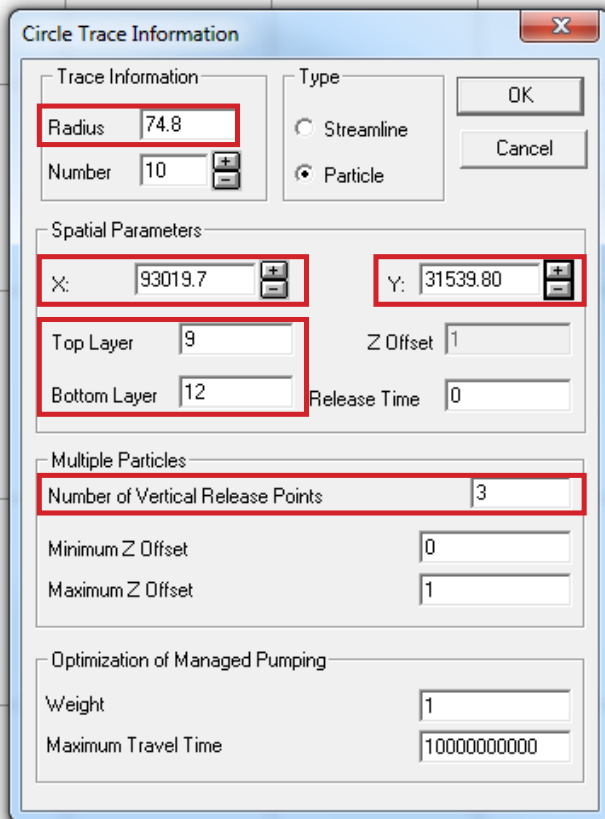 Circle Trace Information
x
Trace Information
Type
OK
Radius 74.8
Streamline
Cancel
Number 10 + −
Particle
Spatial Parameters
X: 93019.7 + −
Y: 31539.80 + −
Top Layer 9
Z Offset 1
Bottom Layer 12
Release Time 0
Multiple Particles
Number of Vertical Release Points 3
Minimum Z Offset 0
Maximum Z Offset 1
Optimization of Managed Pumping
Weight 1
Maximum Travel Time 10000000000